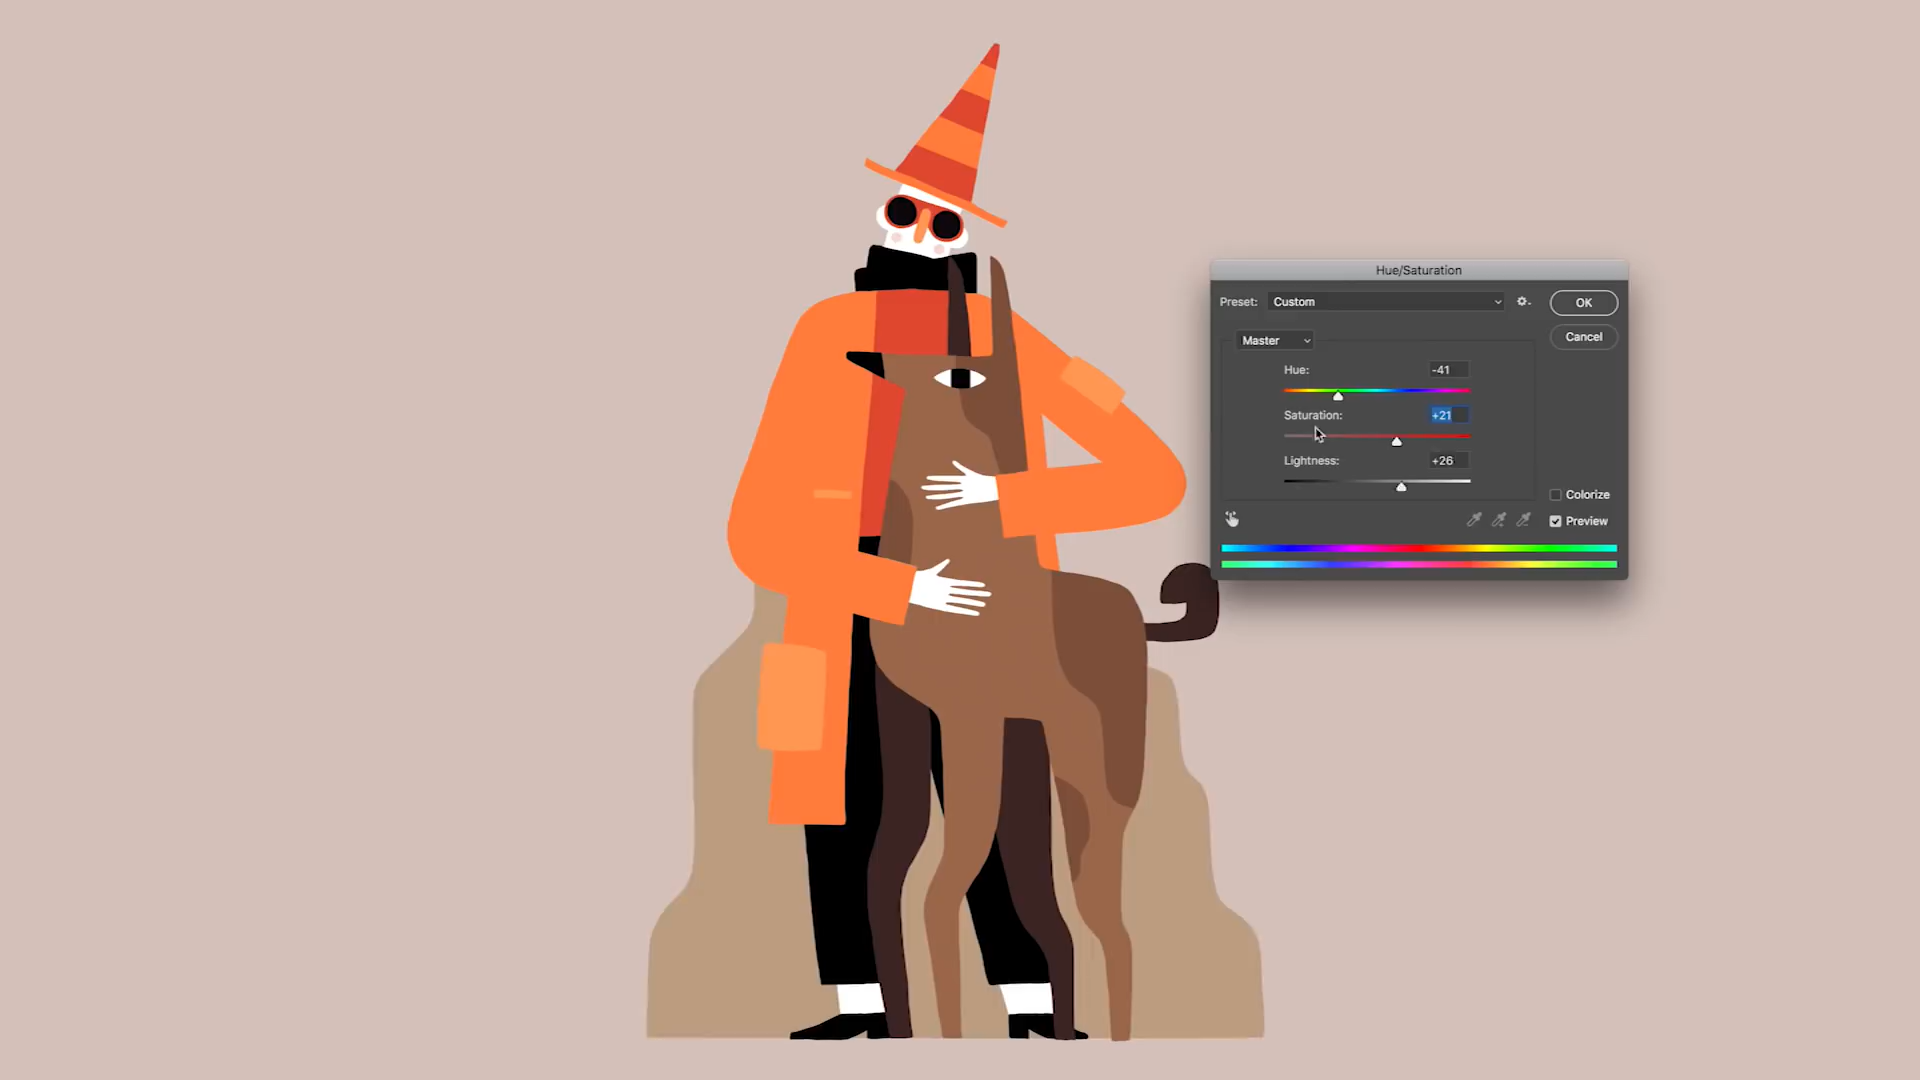 Hue/Saturation
Preset: Custom
OK
Cancel
Master
Hue: -41
Saturation: +21
Lightness: +26
Colorize
Preview